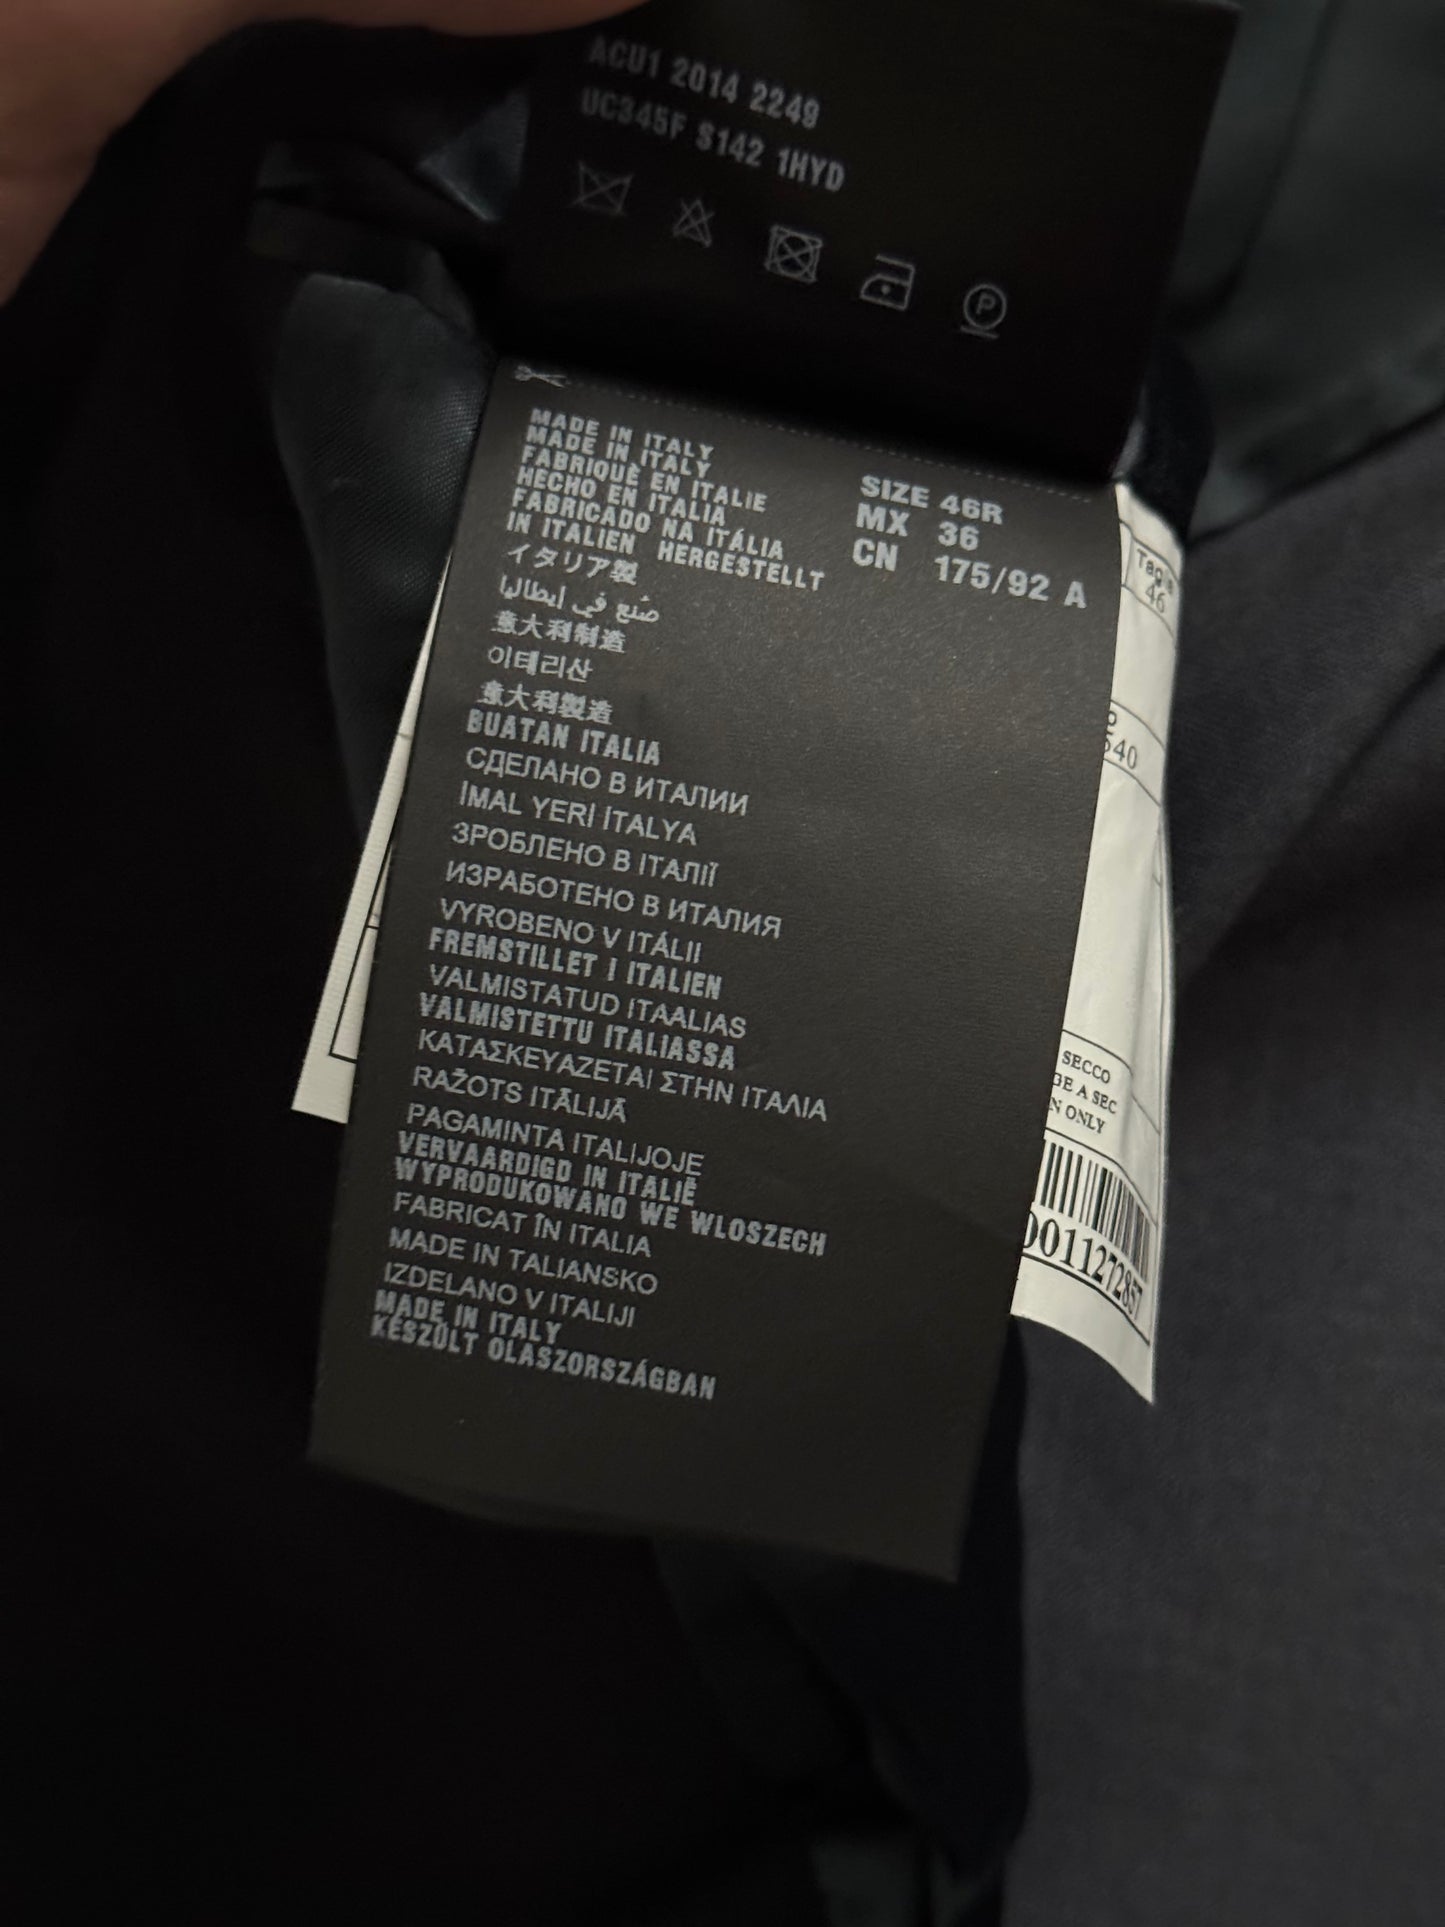 ACU1 2014 2249
UC345F S142 1HYD
P
MADE IN ITALY
MADE IN ITALY
FABRIQUÈ EN ITALIE
HECHO EN ITALIA
FABRICADO NA ITÁLIA
IN ITALIEN HERGESTELLT
イタリア製
صُنع في إيطاليا
意大利制造
이테리산
意大利製造
BUATAN ITALIA
СДЕЛАНО В ИТАЛИИ
İMAL YERİ İTALYA
ЗРОБЛЕНО В ІТАЛІЇ
ИЗРАБОТЕНО В ИТАЛИЯ
VYROBENO V ITÁLII
FREMSTILLET I ITALIEN
VALMISTATUD ITAALIAS
VALMISTETTU ITALIASSA
ΚΑΤΑΣΚΕΥΑΖΕΤΑΙ ΣΤΗΝ ΙΤΑΛΙΑ
RAŽOTS ITĀLIJĀ
PAGAMINTA ITALIJOJE
VERVAARDIGD IN ITALIË
WYPRODUKOWANO WE WLOSZECH
FABRICAT ÎN ITALIA
MADE IN TALIANSKO
IZDELANO V ITALIJI
MADE IN ITALY
KÉSZÜLT OLASZORSZÁGBAN
SIZE 46R
MX 36
CN 175/92 A
46
SECCO
BE A SEC
N ONLY
0011272857